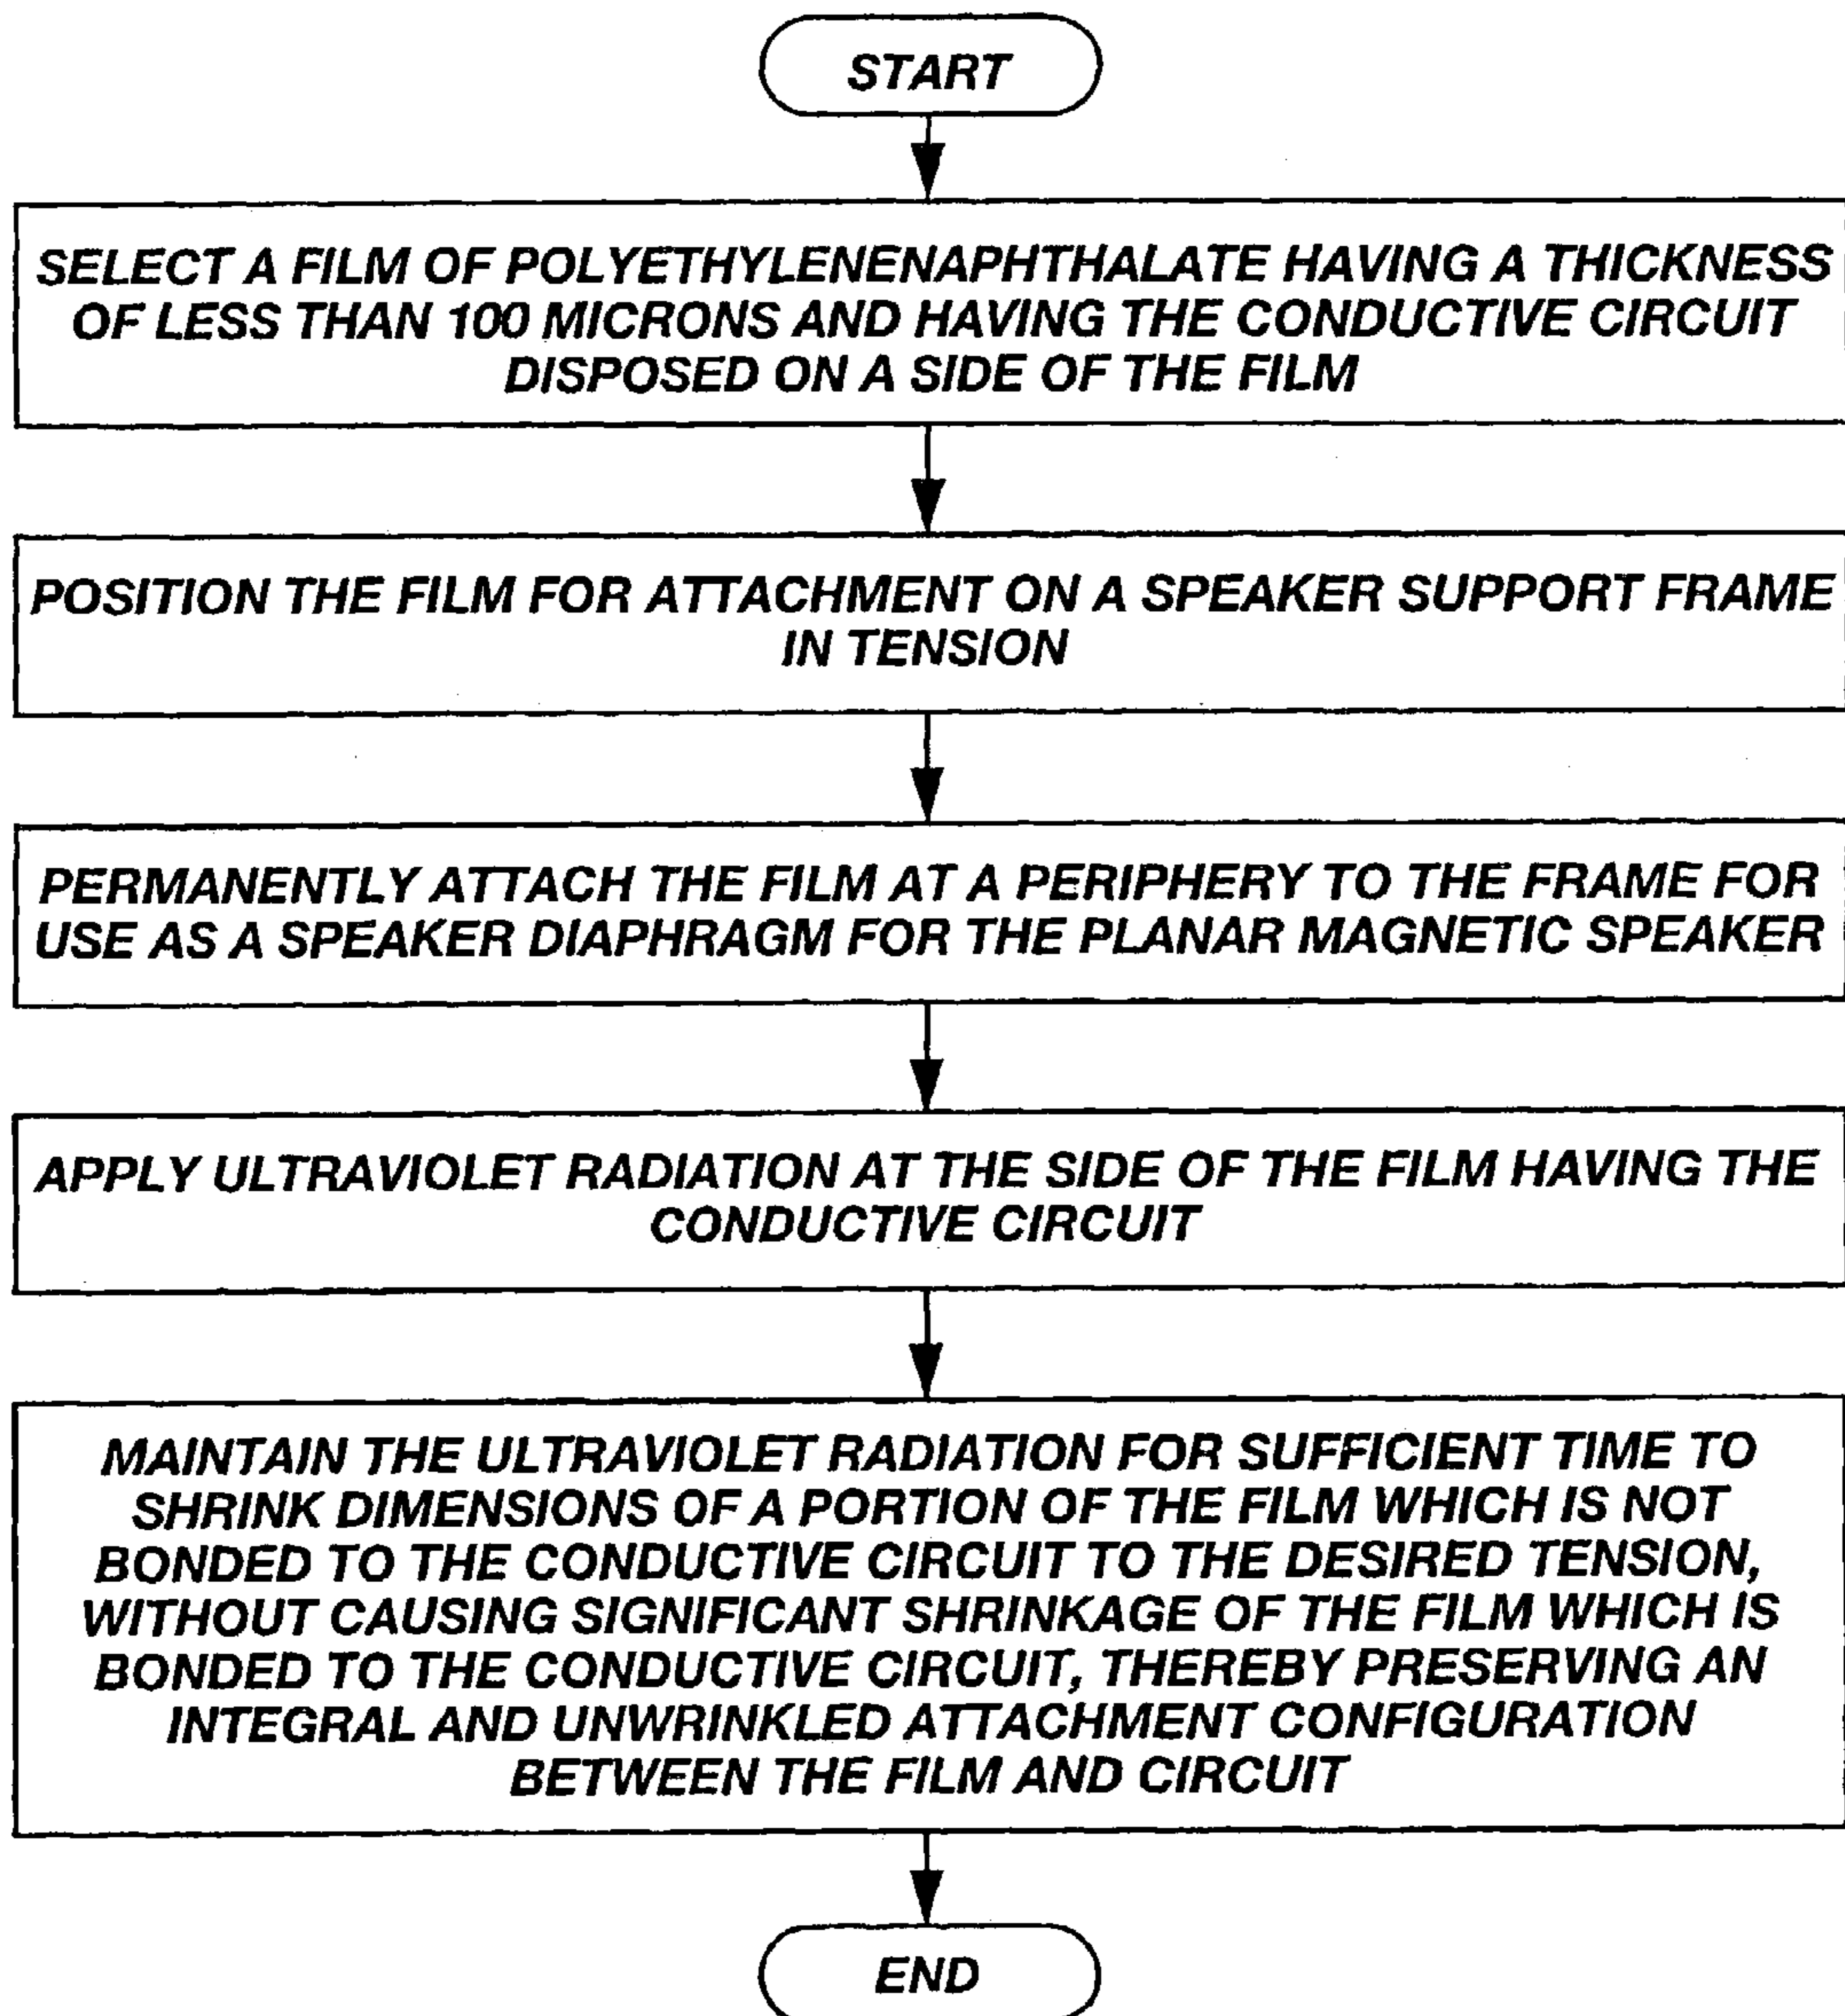 START
SELECT A FILM OF POLYETHYLENENAPHTHALATE HAVING A THICKNESS
OF LESS THAN 100 MICRONS AND HAVING THE CONDUCTIVE CIRCUIT
DISPOSED ON A SIDE OF THE FILM
POSITION THE FILM FOR ATTACHMENT ON A SPEAKER SUPPORT FRAME
IN TENSION
PERMANENTLY ATTACH THE FILM AT A PERIPHERY TO THE FRAME FOR
USE AS A SPEAKER DIAPHRAGM FOR THE PLANAR MAGNETIC SPEAKER
APPLY ULTRAVIOLET RADIATION AT THE SIDE OF THE FILM HAVING THE
CONDUCTIVE CIRCUIT
MAINTAIN THE ULTRAVIOLET RADIATION FOR SUFFICIENT TIME TO
SHRINK DIMENSIONS OF A PORTION OF THE FILM WHICH IS NOT
BONDED TO THE CONDUCTIVE CIRCUIT TO THE DESIRED TENSION,
WITHOUT CAUSING SIGNIFICANT SHRINKAGE OF THE FILM WHICH IS
BONDED TO THE CONDUCTIVE CIRCUIT, THEREBY PRESERVING AN
INTEGRAL AND UNWRINKLED ATTACHMENT CONFIGURATION
BETWEEN THE FILM AND CIRCUIT
END